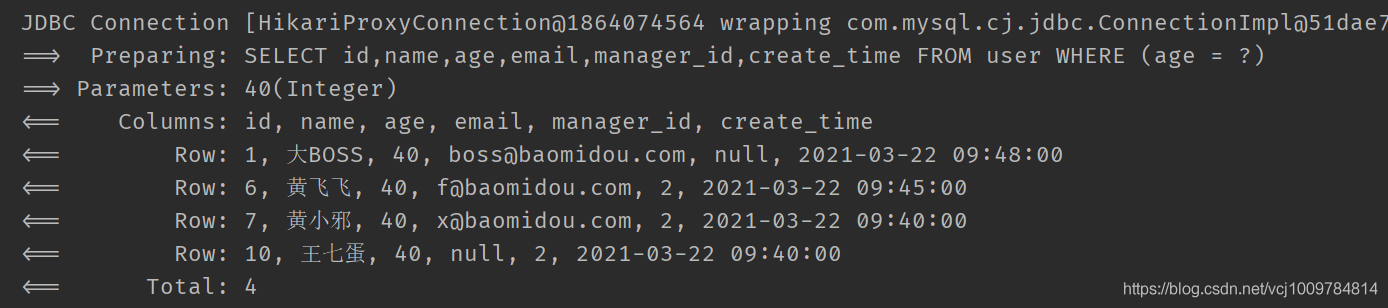 JDBC Connection [HikariProxyConnection@1864074564 wrapping com.mysql.cj.jdbc.ConnectionImpl@51dae7
==> Preparing: SELECT id,name,age,email,manager_id,create_time FROM user WHERE (age = ?)
==> Parameters: 40(Integer)
<== Columns: id, name, age, email, manager_id, create_time
<== Row: 1, 大BOSS, 40, boss@baomidou.com, null, 2021-03-22 09:48:00
<== Row: 6, 黄飞飞, 40, f@baomidou.com, 2, 2021-03-22 09:45:00
<== Row: 7, 黄小邪, 40, x@baomidou.com, 2, 2021-03-22 09:40:00
<== Row: 10, 王七蛋, 40, null, 2, 2021-03-22 09:40:00
<== Total: 4
https://blog.csdn.net/vcj1009784814